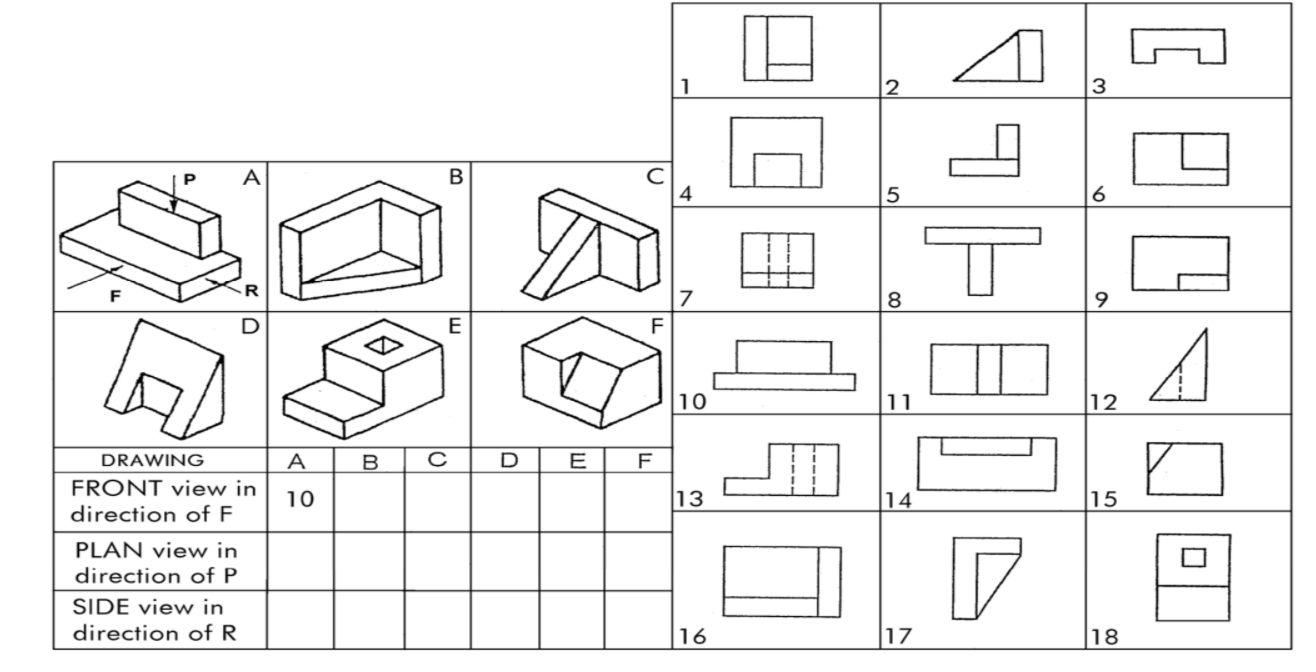 1 2 3
4 5 6
P A B C
F R
7 8 9
D E F
10 11 12
DRAWING A B C D E F
FRONT view in
direction of F 10
13 14 15
PLAN view in
direction of P
SIDE view in
direction of R
16 17 18